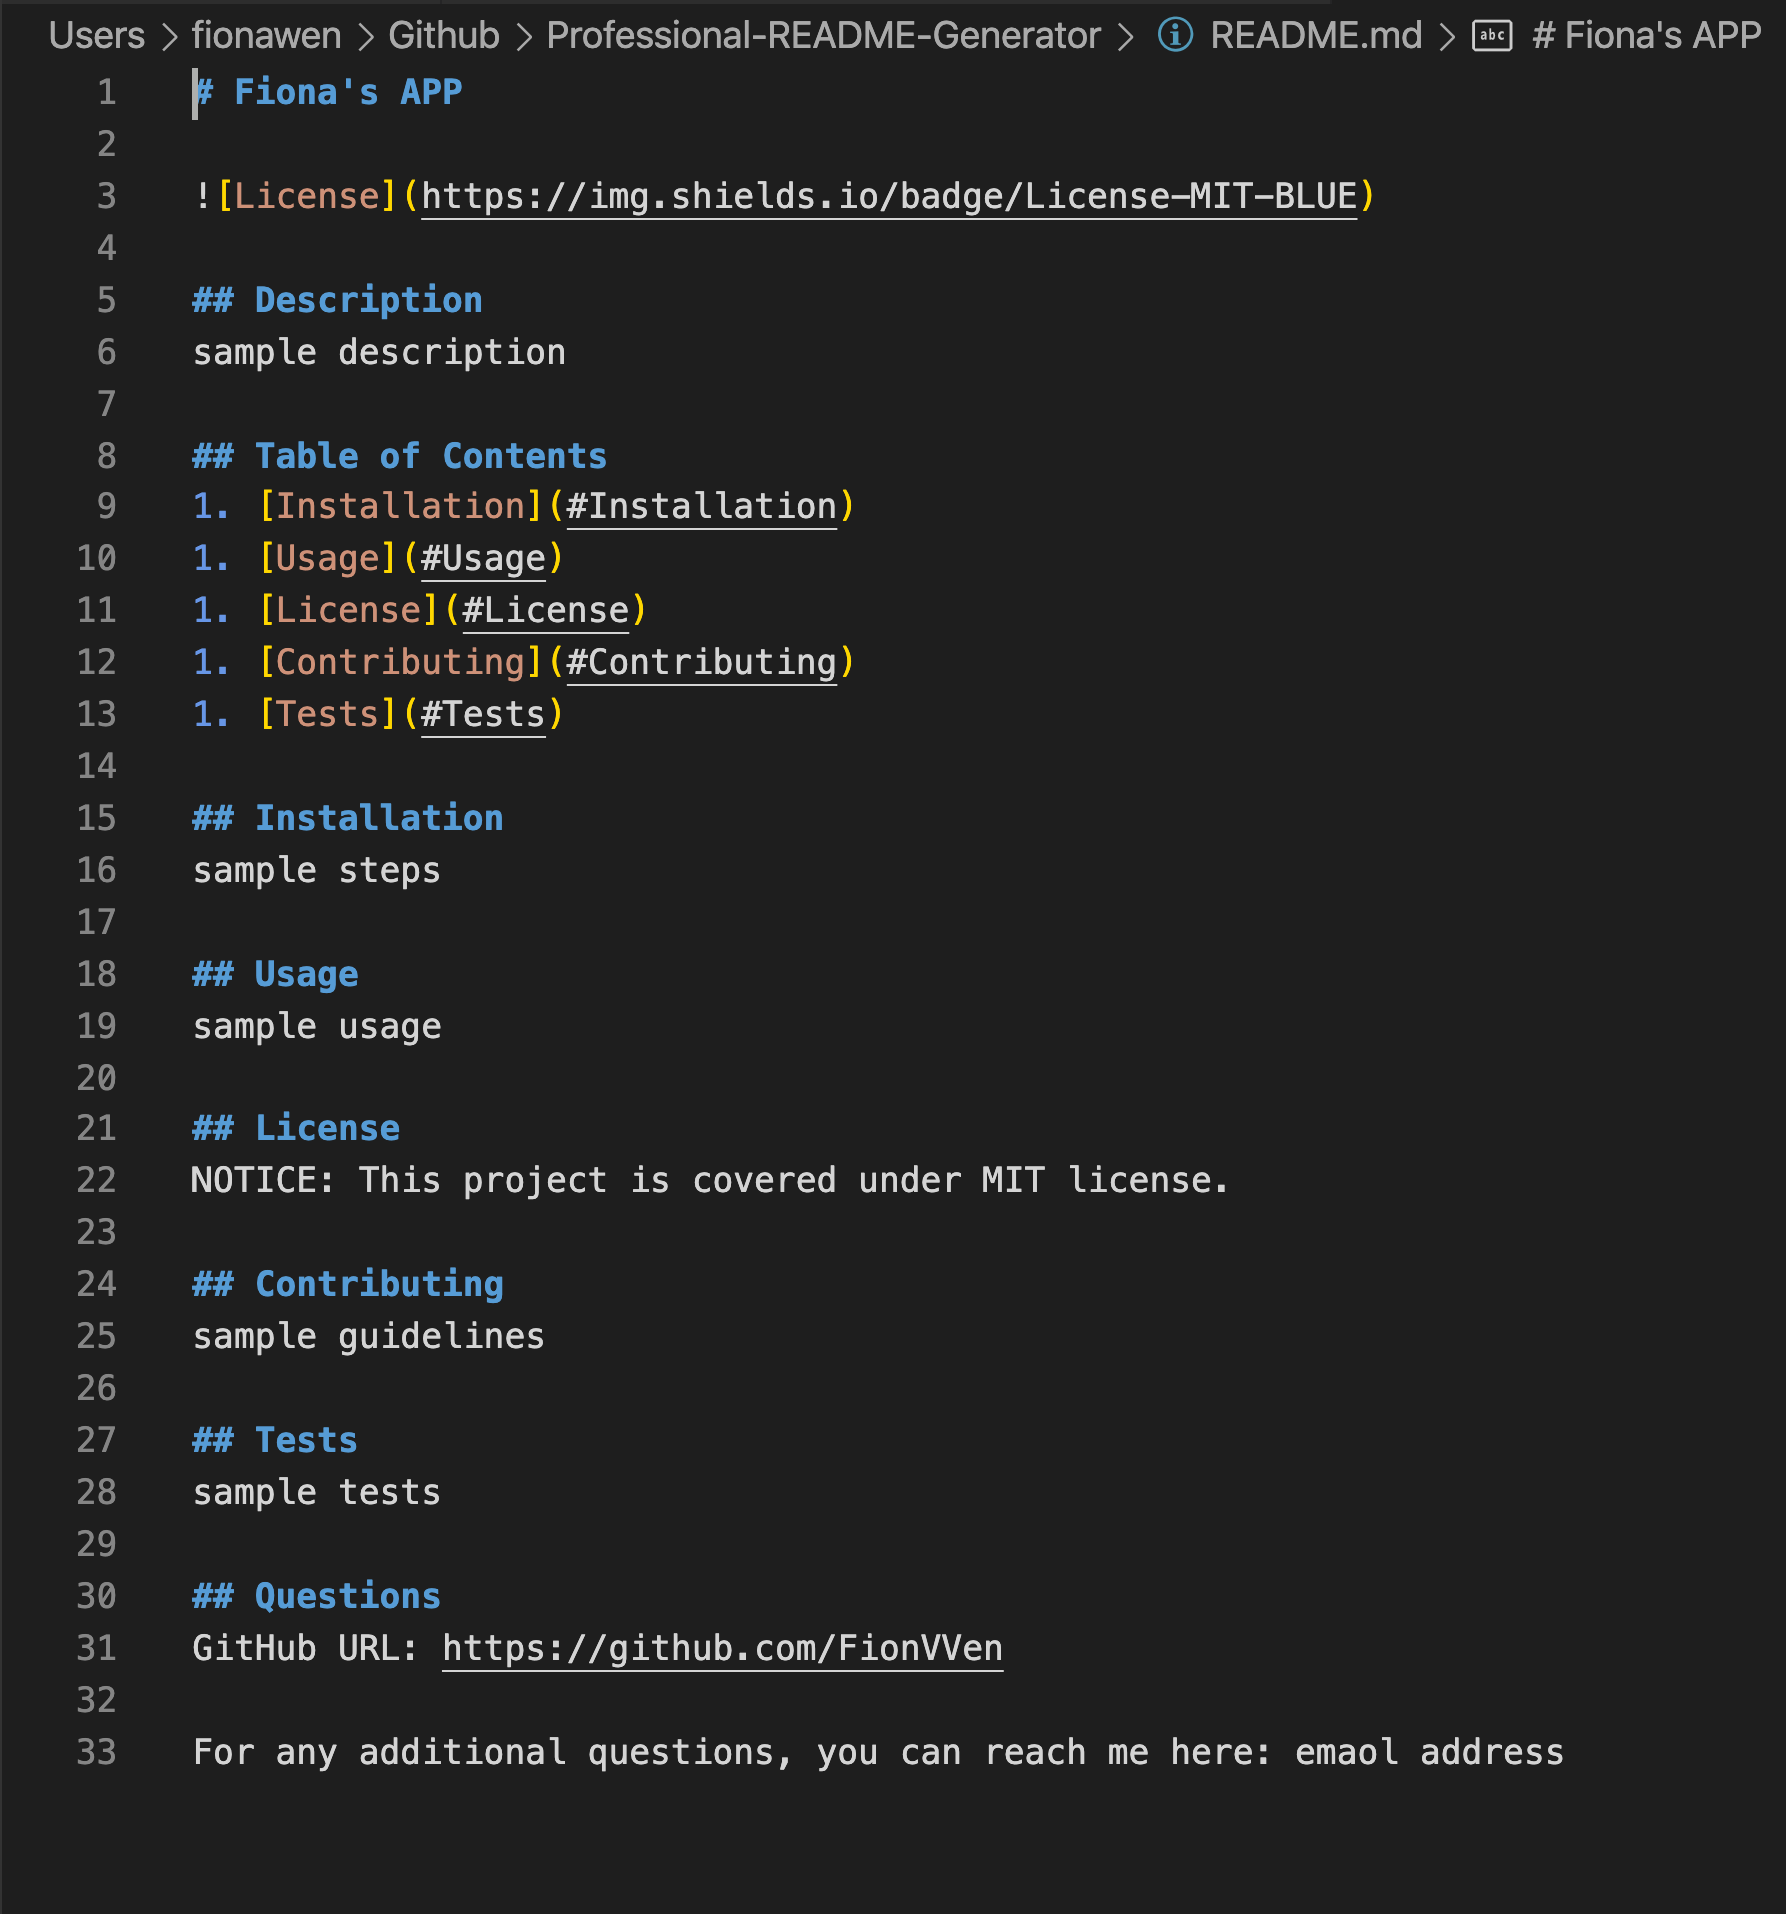 Users > fionawen > Github > Professional-README-Generator > README.md > abc # Fiona's APP
1 # Fiona's APP
2
3 ![License](https://img.shields.io/badge/License-MIT-BLUE)
4
5 ## Description
6 sample description
7
8 ## Table of Contents
9 1. [Installation](#Installation)
10 1. [Usage](#Usage)
11 1. [License](#License)
12 1. [Contributing](#Contributing)
13 1. [Tests](#Tests)
14
15 ## Installation
16 sample steps
17
18 ## Usage
19 sample usage
20
21 ## License
22 NOTICE: This project is covered under MIT license.
23
24 ## Contributing
25 sample guidelines
26
27 ## Tests
28 sample tests
29
30 ## Questions
31 GitHub URL: https://github.com/FionVVen
32
33 For any additional questions, you can reach me here: emaol address